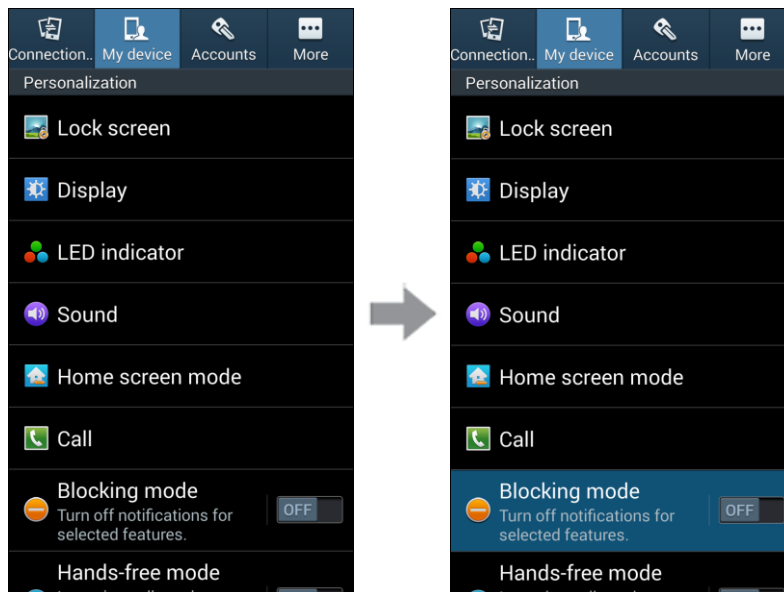 Connection.. My device Accounts More
Personalization
Lock screen
Display
LED indicator
Sound
Home screen mode
Call
Blocking mode
Turn off notifications for
selected features.
OFF
Hands-free mode
Connection.. My device Accounts More
Personalization
Lock screen
Display
LED indicator
Sound
Home screen mode
Call
Blocking mode
Turn off notifications for
selected features.
OFF
Hands-free mode